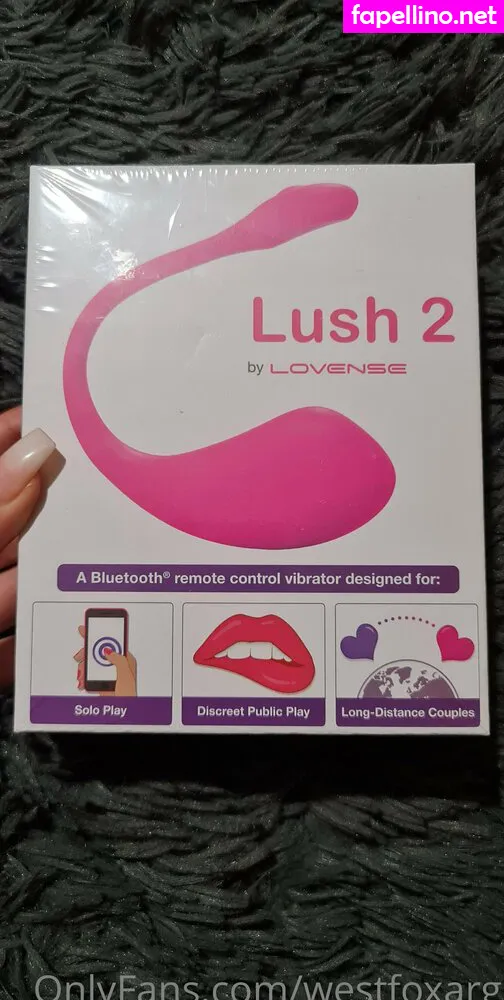 fapellino.net
Lush 2
by LOVENSE
A Bluetooth® remote control vibrator designed for:
Solo Play
Discreet Public Play
Long-Distance Couples
OnlyFans.com/westfoxarg